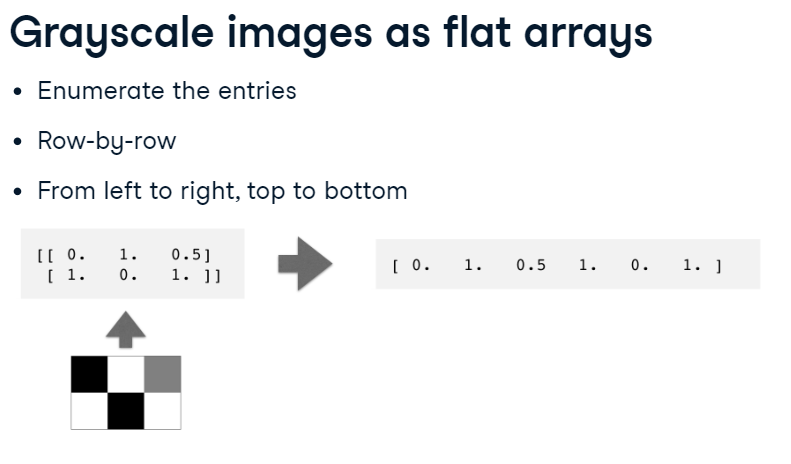 Grayscale images as flat arrays
• Enumerate the entries
• Row-by-row
• From left to right, top to bottom
[[ 0. 1. 0.5]
[ 1. 0. 1. ]]
[ 0. 1. 0.5 1. 0. 1. ]